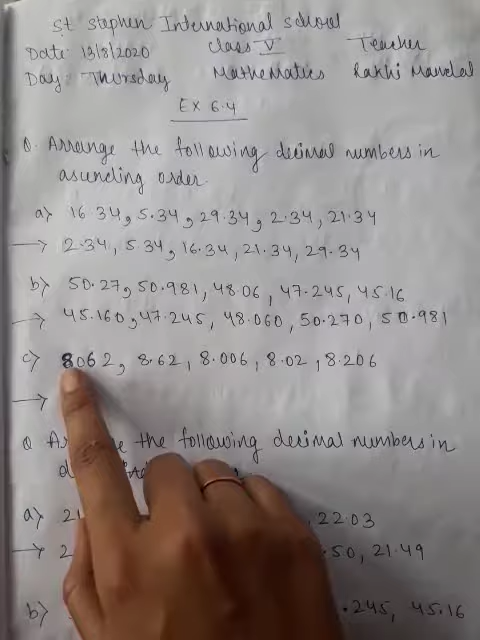 St Stephen International School
Date: 13/8/2020 Class V Teacher
Day: Thursday Mathematics Rakhi Mandal
EX 6.4
Q. Arrange the following decimal numbers in
ascending order.
a) 16.34, 5.34, 29.34, 2.34, 21.34
→ 2.34, 5.34, 16.34, 21.34, 29.34
b) 50.27, 50.981, 48.06, 47.245, 45.16
→ 45.160, 47.245, 48.060, 50.270, 50.981
c) 8062, 8.62, 8.006, 8.02, 8.206
→
Q the following decimal numbers in
a) 21 , 22.03
→ 2 .50, 21.49
b) .245, 45.16